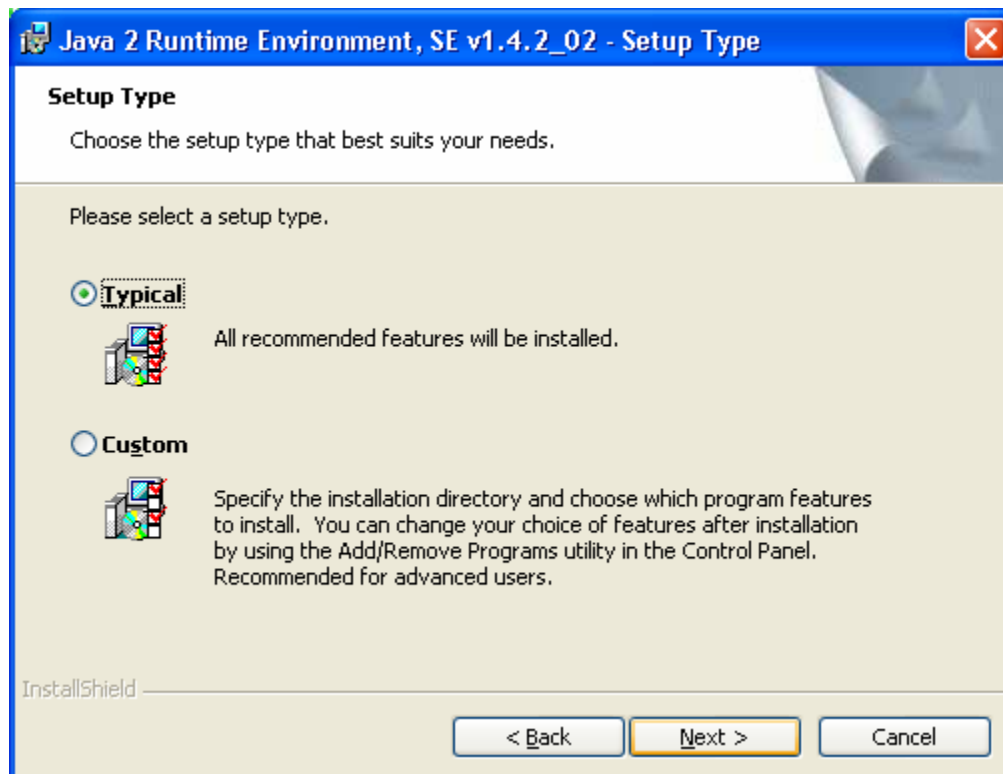 Java 2 Runtime Environment, SE v1.4.2_02 - Setup Type
Setup Type
Choose the setup type that best suits your needs.
Please select a setup type.
Typical
All recommended features will be installed.
Custom
Specify the installation directory and choose which program features
to install.  You can change your choice of features after installation
by using the Add/Remove Programs utility in the Control Panel.
Recommended for advanced users.
InstallShield
< Back
Next >
Cancel